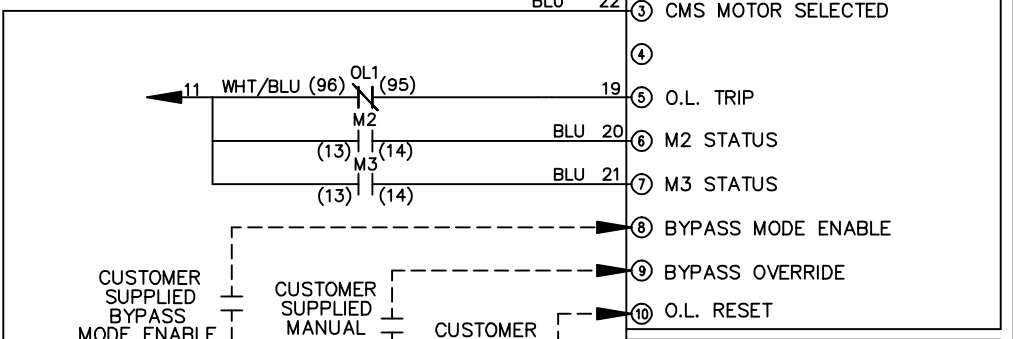 BLU 22 3 CMS MOTOR SELECTED
4
OL1
11 WHT/BLU (96) (95) 19 5 O.L. TRIP
M2
(13) (14) BLU 20 6 M2 STATUS
M3
(13) (14) BLU 21 7 M3 STATUS
8 BYPASS MODE ENABLE
9 BYPASS OVERRIDE
10 O.L. RESET
CUSTOMER
SUPPLIED
BYPASS
MODE ENABLE
CUSTOMER
SUPPLIED
MANUAL
CUSTOMER